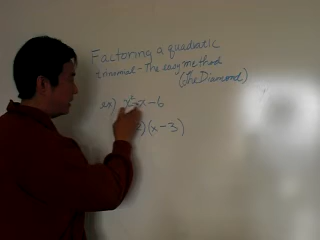 Factoring a quadratic
trinomial - The easy method
(The Diamond)
ex) x²-x-6
)(x-3)